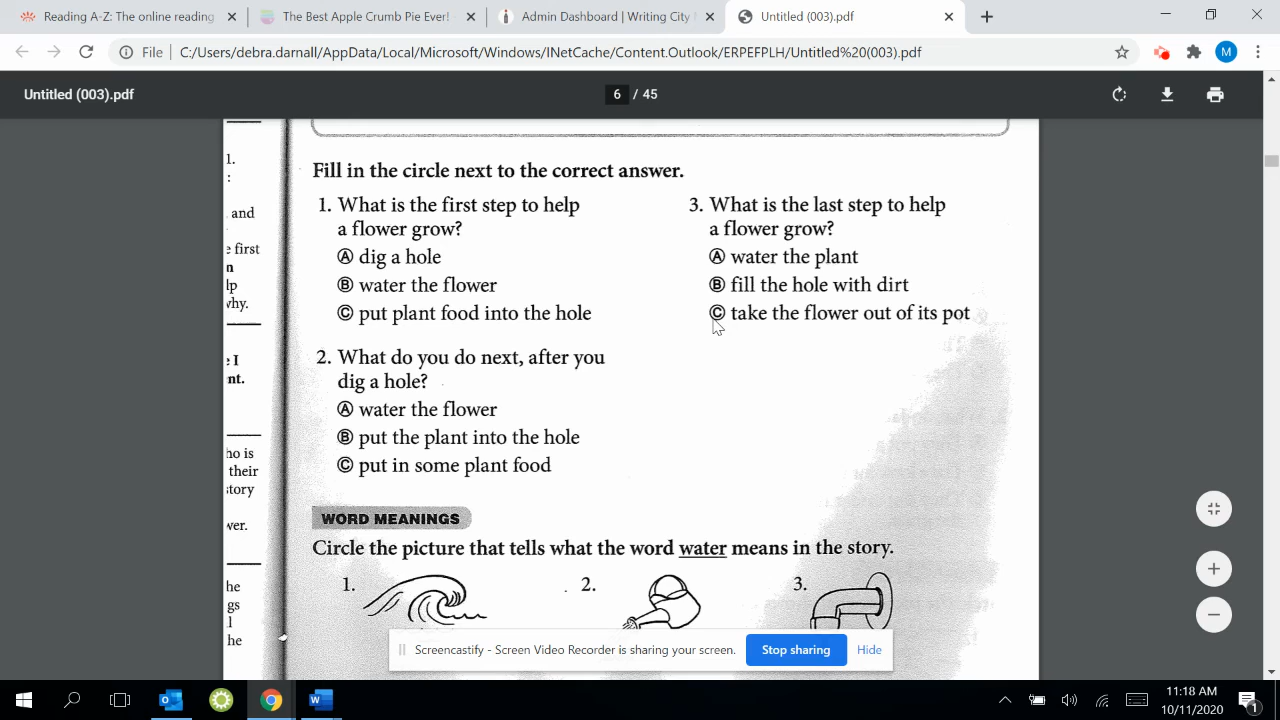 Reading A-Z: The online reading
The Best Apple Crumb Pie Ever!
Admin Dashboard | Writing City
Untitled (003).pdf
File
C:/Users/debra.darnall/AppData/Local/Microsoft/Windows/INetCache/Content.Outlook/ERPEFPLH/Untitled%20(003).pdf
M
Untitled (003).pdf
6 / 45
1.
:
and
first
n
lp
why.
I
nt.
ho is
their
story
wer.
he
gs
l
he
Fill in the circle next to the correct answer.
1. What is the first step to help
a flower grow?
Ⓐ dig a hole
Ⓑ water the flower
Ⓒ put plant food into the hole
2. What do you do next, after you
dig a hole?
Ⓐ water the flower
Ⓑ put the plant into the hole
Ⓒ put in some plant food
3. What is the last step to help
a flower grow?
Ⓐ water the plant
Ⓑ fill the hole with dirt
Ⓒ take the flower out of its pot
WORD MEANINGS
Circle the picture that tells what the word water means in the story.
1.
2.
3.
Screencastify - Screen Video Recorder is sharing your screen.
Stop sharing
Hide
11:18 AM
10/11/2020
1